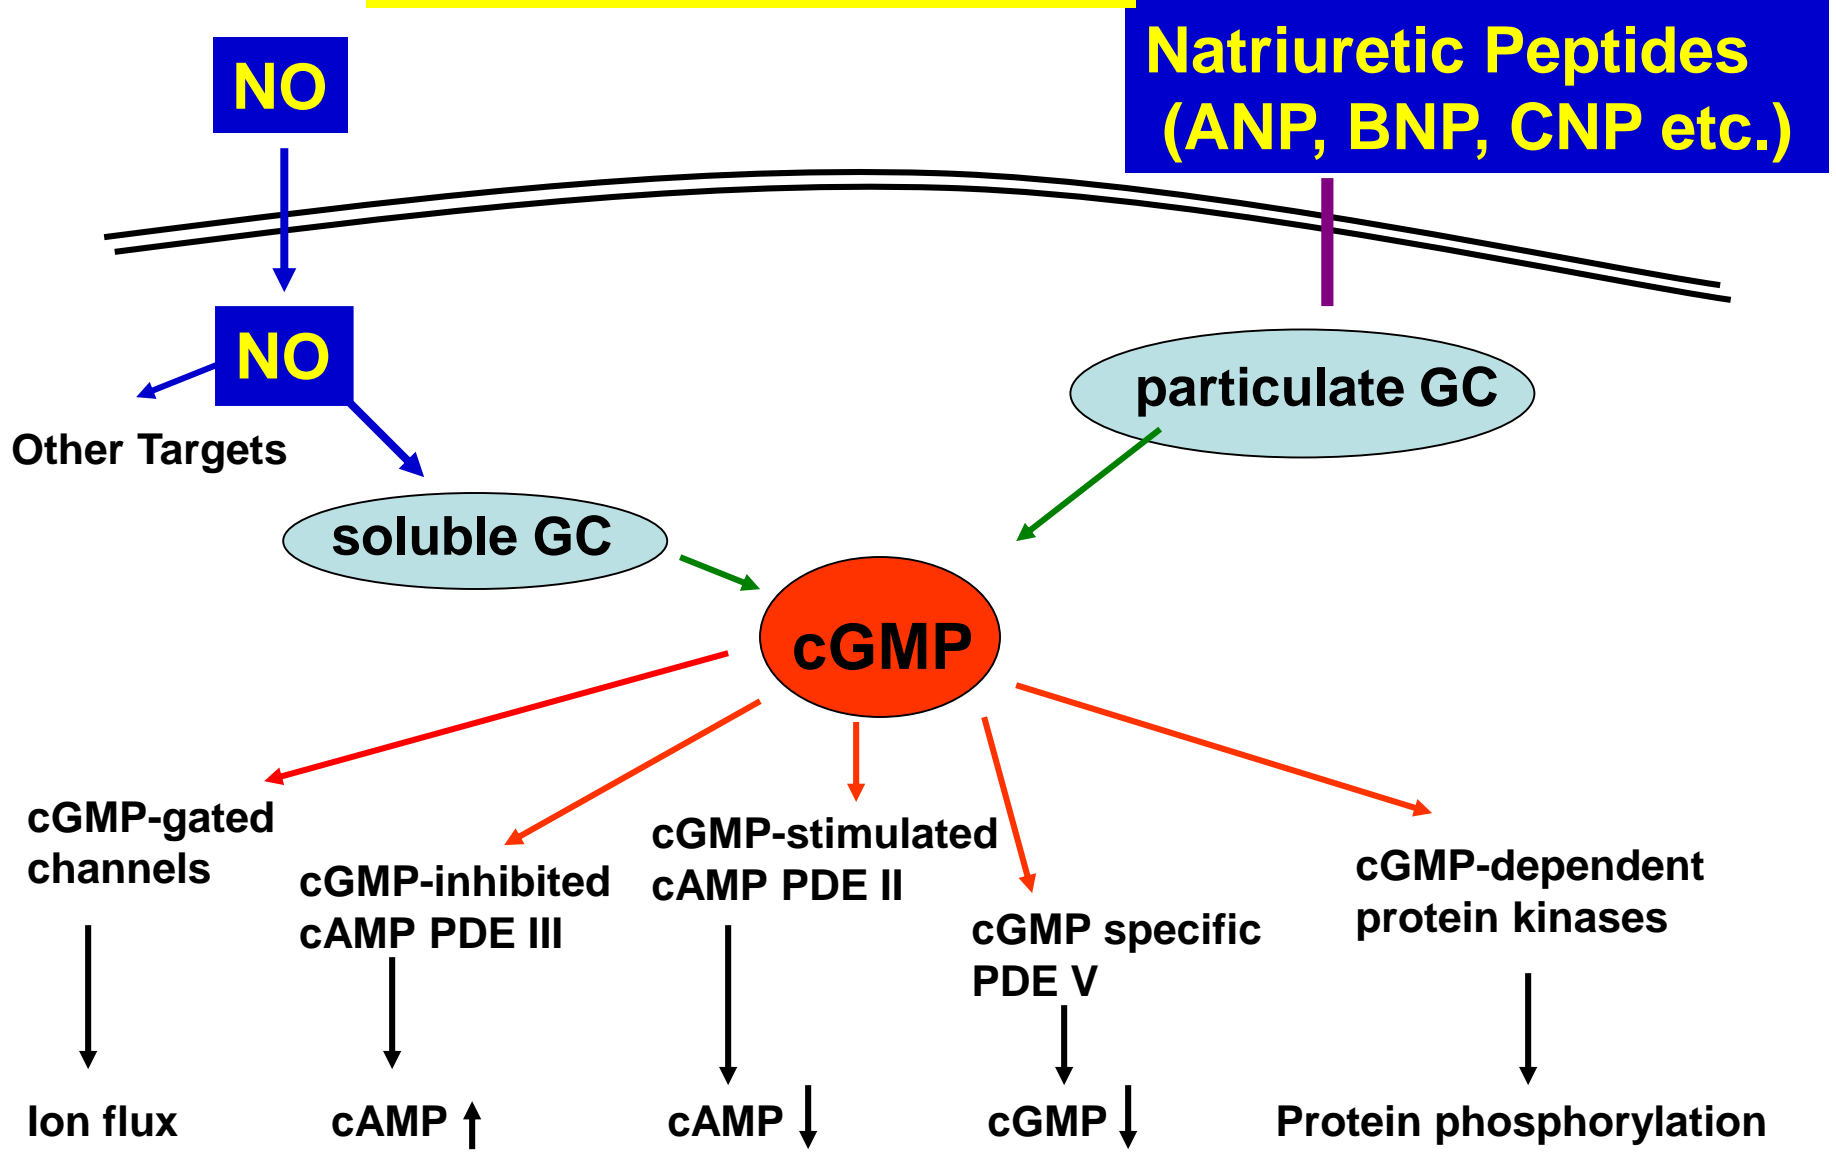 NO
Natriuretic Peptides
(ANP, BNP, CNP etc.)
NO
particulate GC
Other Targets
soluble GC
cGMP
cGMP-gated
channels
cGMP-inhibited
cAMP PDE III
cGMP-stimulated
cAMP PDE II
cGMP specific
PDE V
cGMP-dependent
protein kinases
Ion flux
cAMP
cAMP
cGMP
Protein phosphorylation